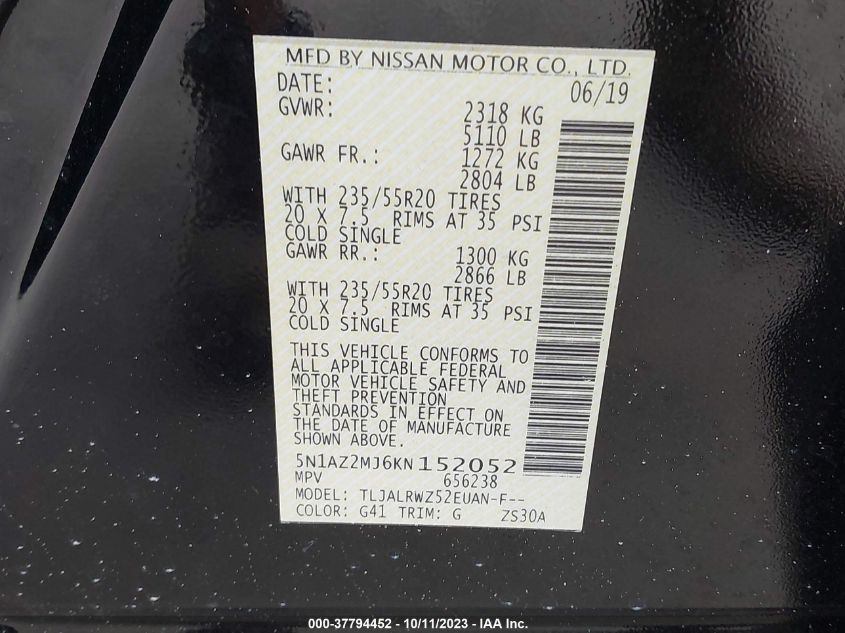 MFD BY NISSAN MOTOR CO., LTD.
DATE: 06/19
GVWR: 2318 KG
5110 LB
GAWR FR.: 1272 KG
2804 LB
WITH 235/55R20 TIRES
20 X 7.5 RIMS AT 35 PSI
COLD SINGLE
GAWR RR.: 1300 KG
2866 LB
WITH 235/55R20 TIRES
20 X 7.5 RIMS AT 35 PSI
COLD SINGLE
THIS VEHICLE CONFORMS TO
ALL APPLICABLE FEDERAL
MOTOR VEHICLE SAFETY AND
THEFT PREVENTION
STANDARDS IN EFFECT ON
THE DATE OF MANUFACTURE
SHOWN ABOVE.
5N1AZ2MJ6KN152052
MPV 656238
MODEL: TLJALRWZ52EUAN-F--
COLOR: G41 TRIM: G ZS30A
000-37794452 - 10/11/2023 - IAA Inc.